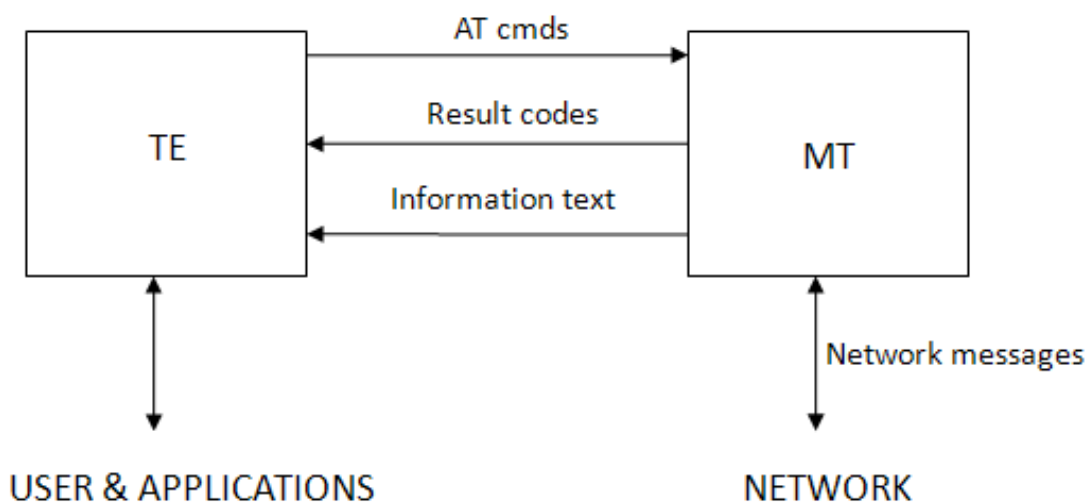 AT cmds
Result codes
TE
MT
Information text
Network messages
USER & APPLICATIONS
NETWORK